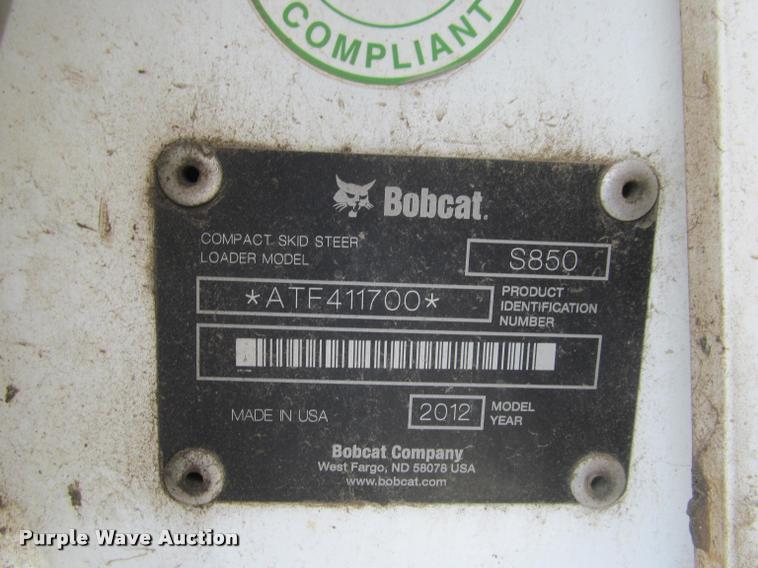 COMPLIANT
Bobcat.
COMPACT SKID STEER
LOADER MODEL
S850
*ATF411700*
PRODUCT
IDENTIFICATION
NUMBER
MADE IN USA
2012
MODEL
YEAR
Bobcat Company
West Fargo, ND 58078 USA
www.bobcat.com
Purple Wave Auction